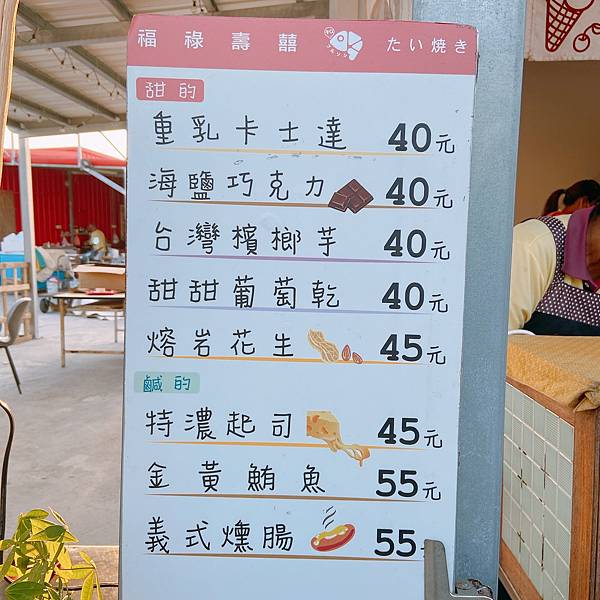 福祿壽囍 たい焼き
甜的
重乳卡士達 40元
海鹽巧克力 40元
台灣檳榔芋 40元
甜甜葡萄乾 40元
熔岩花生 45元
鹹的
特濃起司 45元
金黃鮪魚 55元
義式燻腸 55